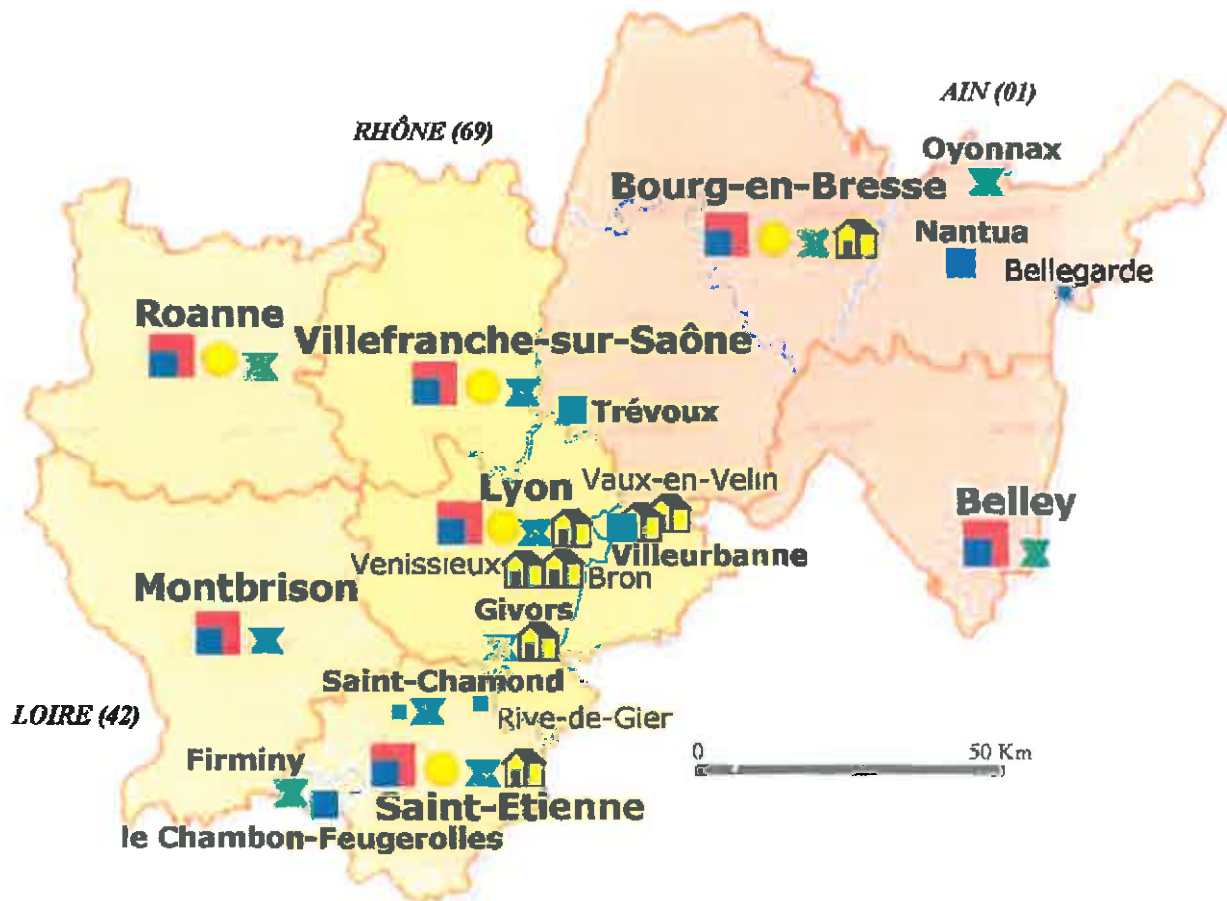 AIN (01)
RHÔNE (69)
Oyonnax
Bourg-en-Bresse
Nantua
Bellegarde
Roanne
Villefranche-sur-Saône
Trévoux
Lyon
Vaux-en-Velin
Belley
Villeurbanne
Venissieux
Bron
Montbrison
Givors
Saint-Chamond
LOIRE (42)
Rive-de-Gier
Firminy
0 50 Km
Saint-Etienne
le Chambon-Feugerolles